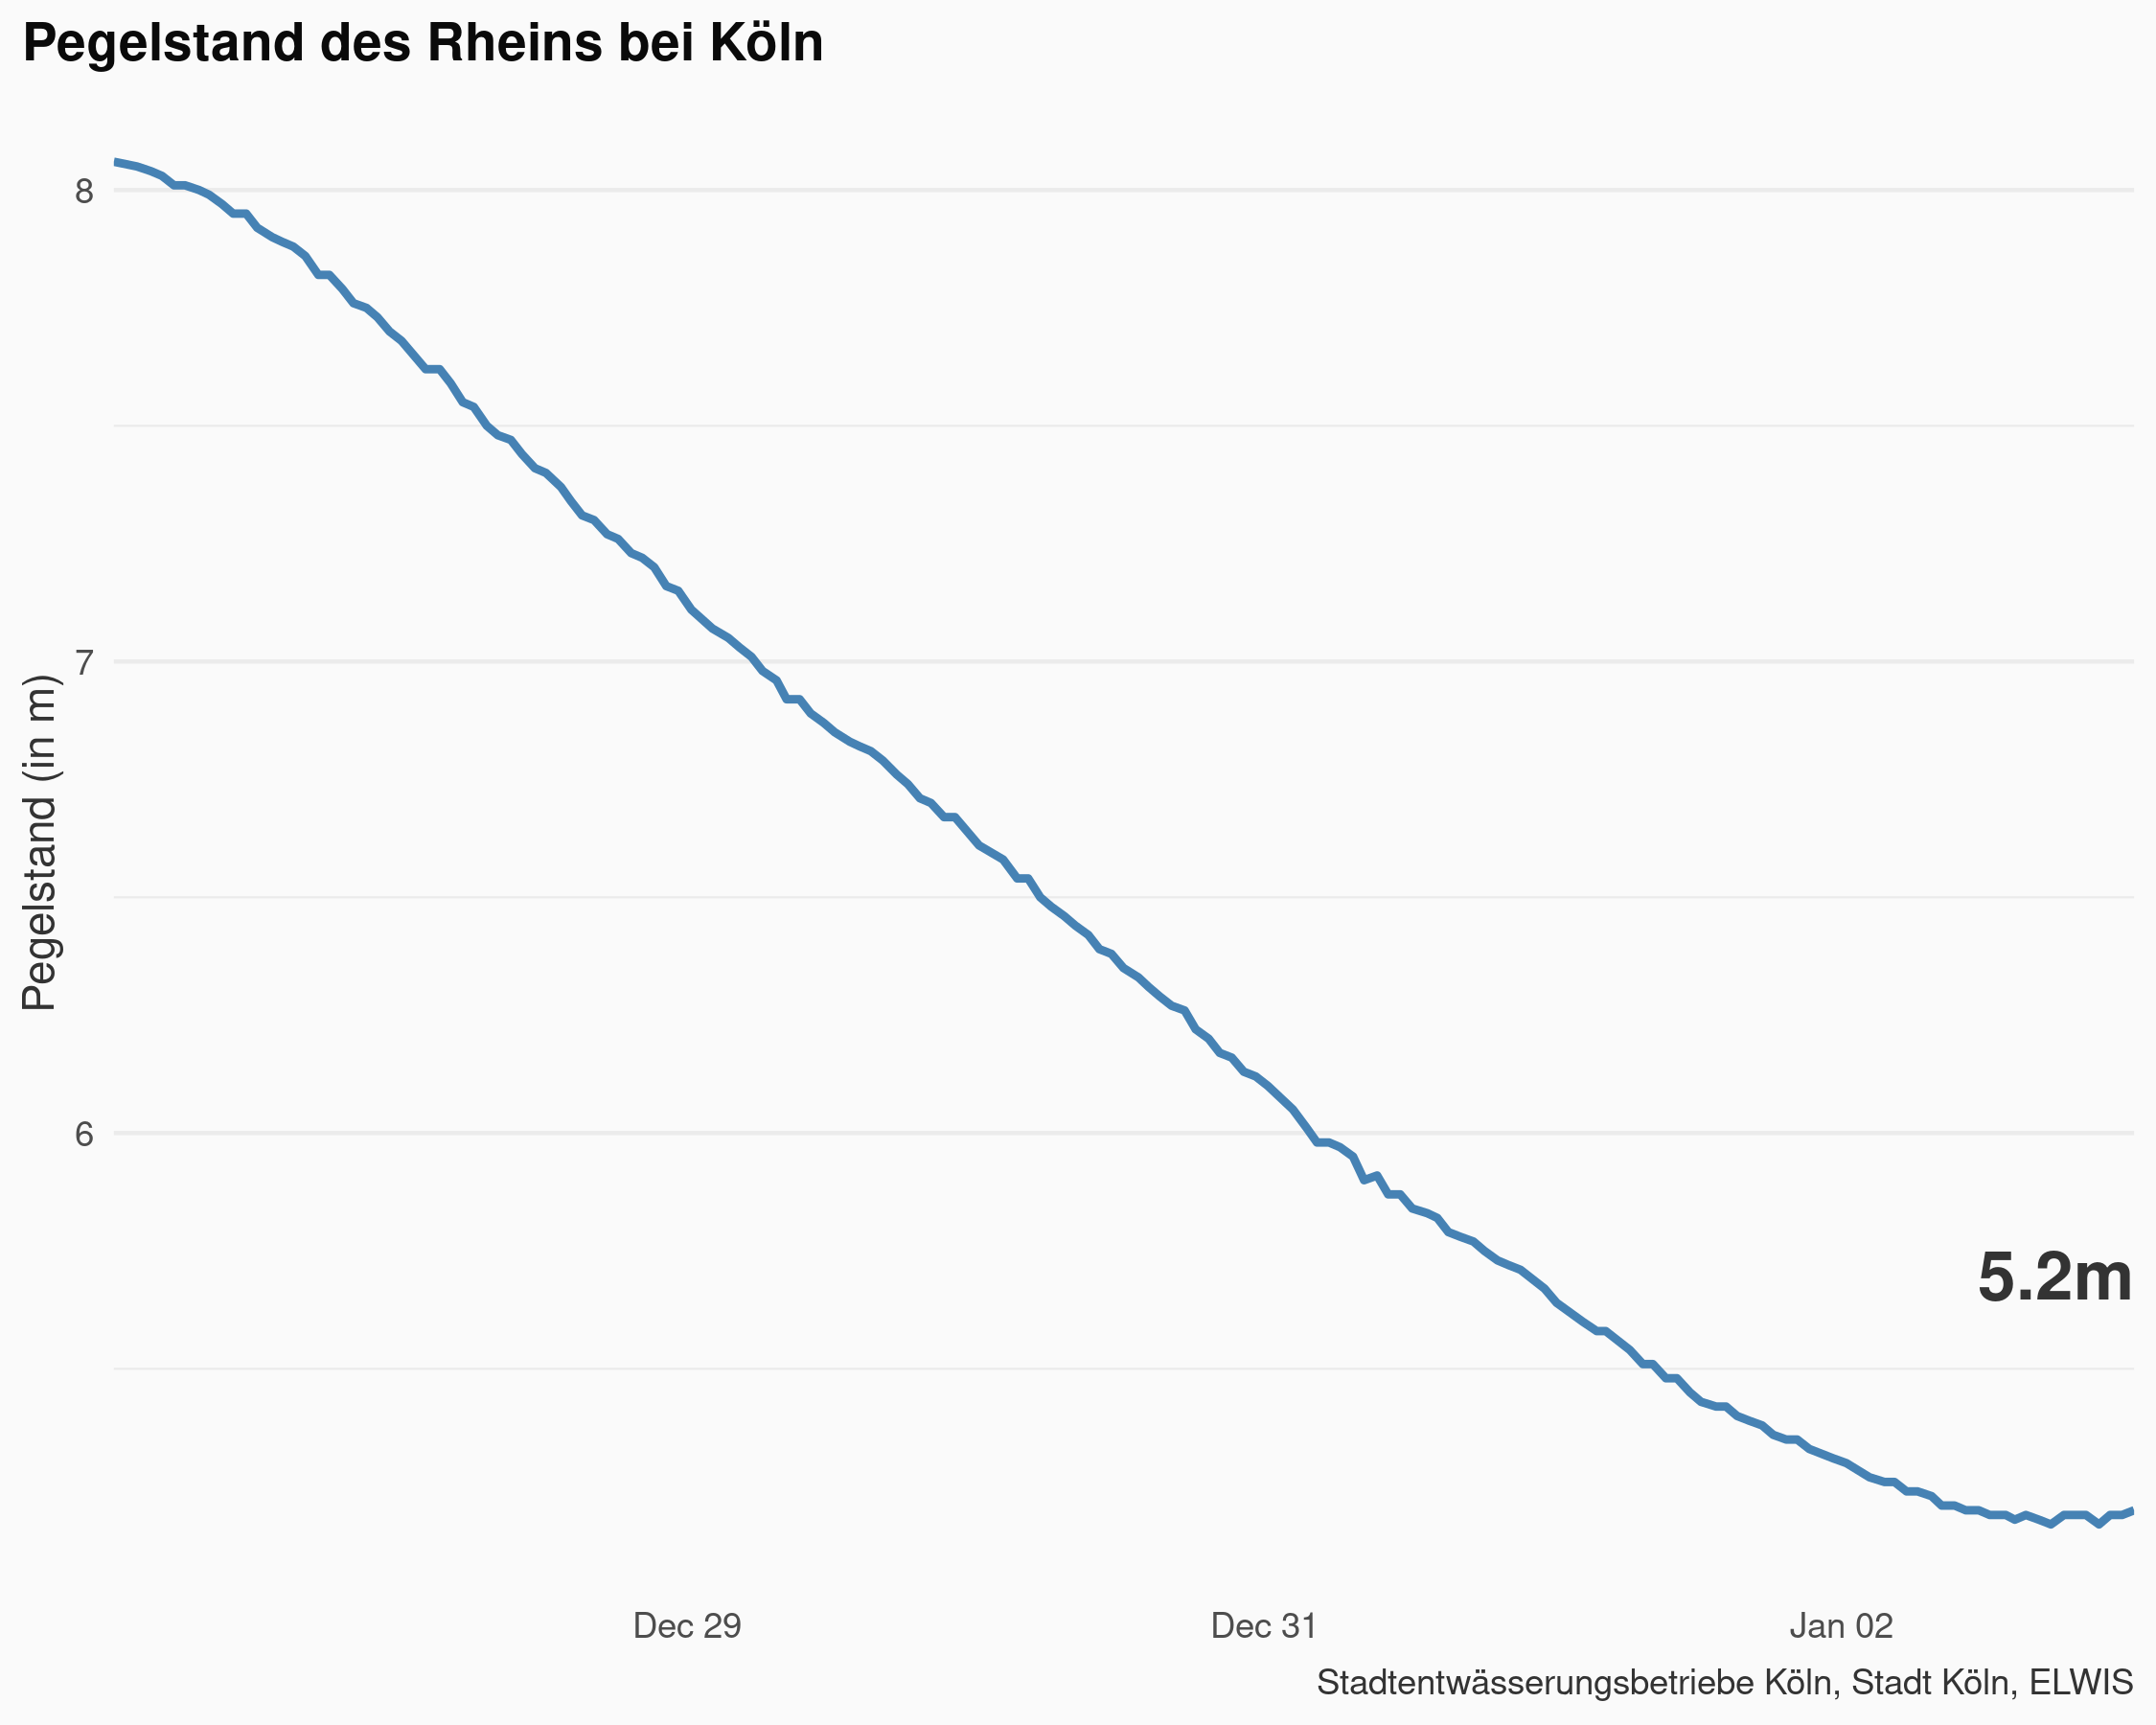 Pegelstand des Rheins bei Köln
Pegelstand (in m)
8
7
6
5.2m
Dec 29
Dec 31
Jan 02
Stadtentwässerungsbetriebe Köln, Stadt Köln, ELWIS